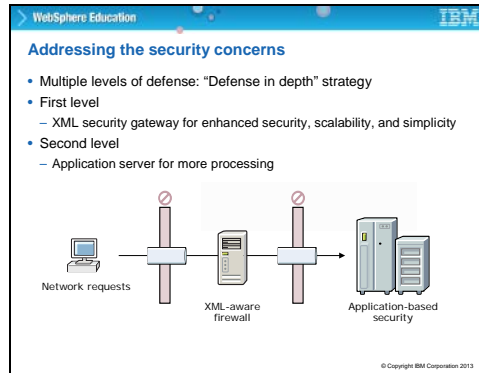 WebSphere Education
IBM
Addressing the security concerns
• Multiple levels of defense: “Defense in depth” strategy
• First level
– XML security gateway for enhanced security, scalability, and simplicity
• Second level
– Application server for more processing
Network requests
XML-aware
firewall
Application-based
security
© Copyright IBM Corporation 2013